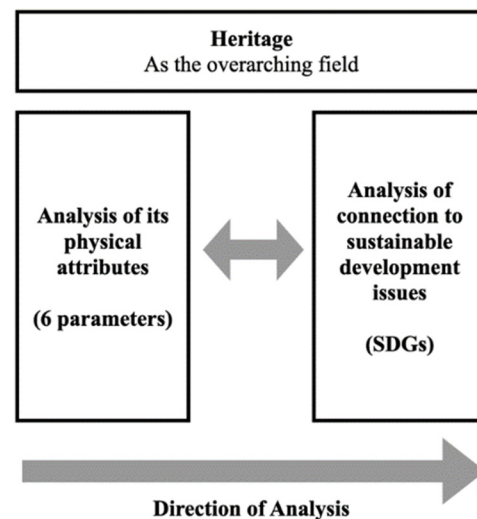 Heritage
As the overarching field
Analysis of its
physical
attributes
(6 parameters)
Analysis of
connection to
sustainable
development
issues
(SDGs)
Direction of Analysis